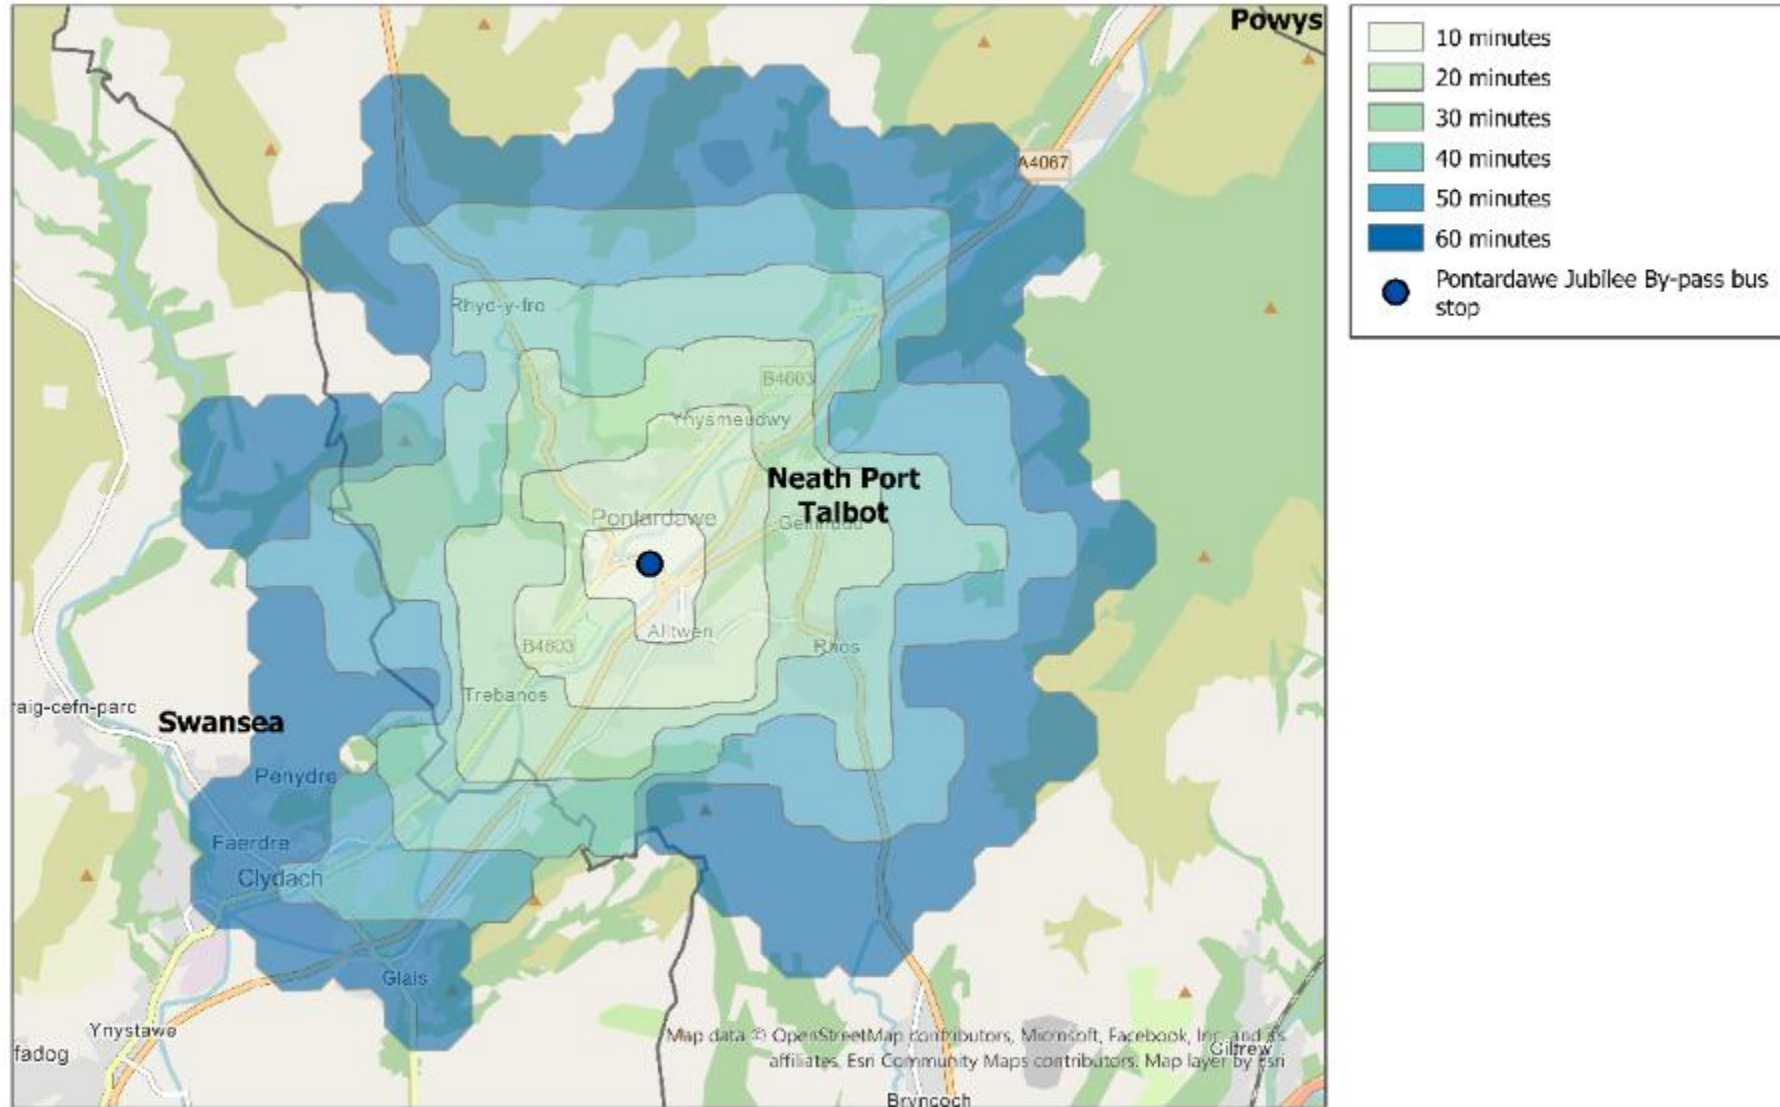 Powys
10 minutes
20 minutes
30 minutes
A4067
40 minutes
50 minutes
60 minutes
Pontardawe Jubilee By-pass bus
stop
Rhyd-y-fro
B4603
Ynysmeudwy
Neath Port
Talbot
Pontardawe
Gellinudd
Alltwen
B4603
Rhos
Trebanos
raig-cefn-parc
Swansea
Penydre
Faerdre
Clydach
Glais
Ynystawe
fadog
Map data © OpenStreetMap contributors, Microsoft, Facebook, Inc. and its
affiliates, Esri Community Maps contributors. Map layer by Esri
Cilfrew
Bryncoch